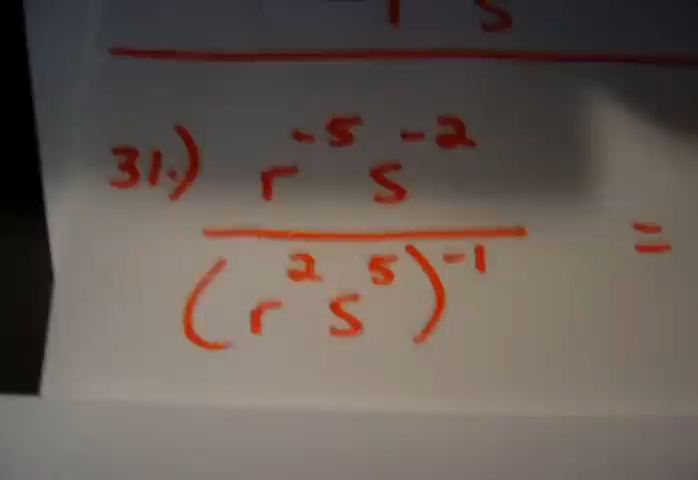 31.) r^-5 s^-2
(r^2 s^5)^-1 =